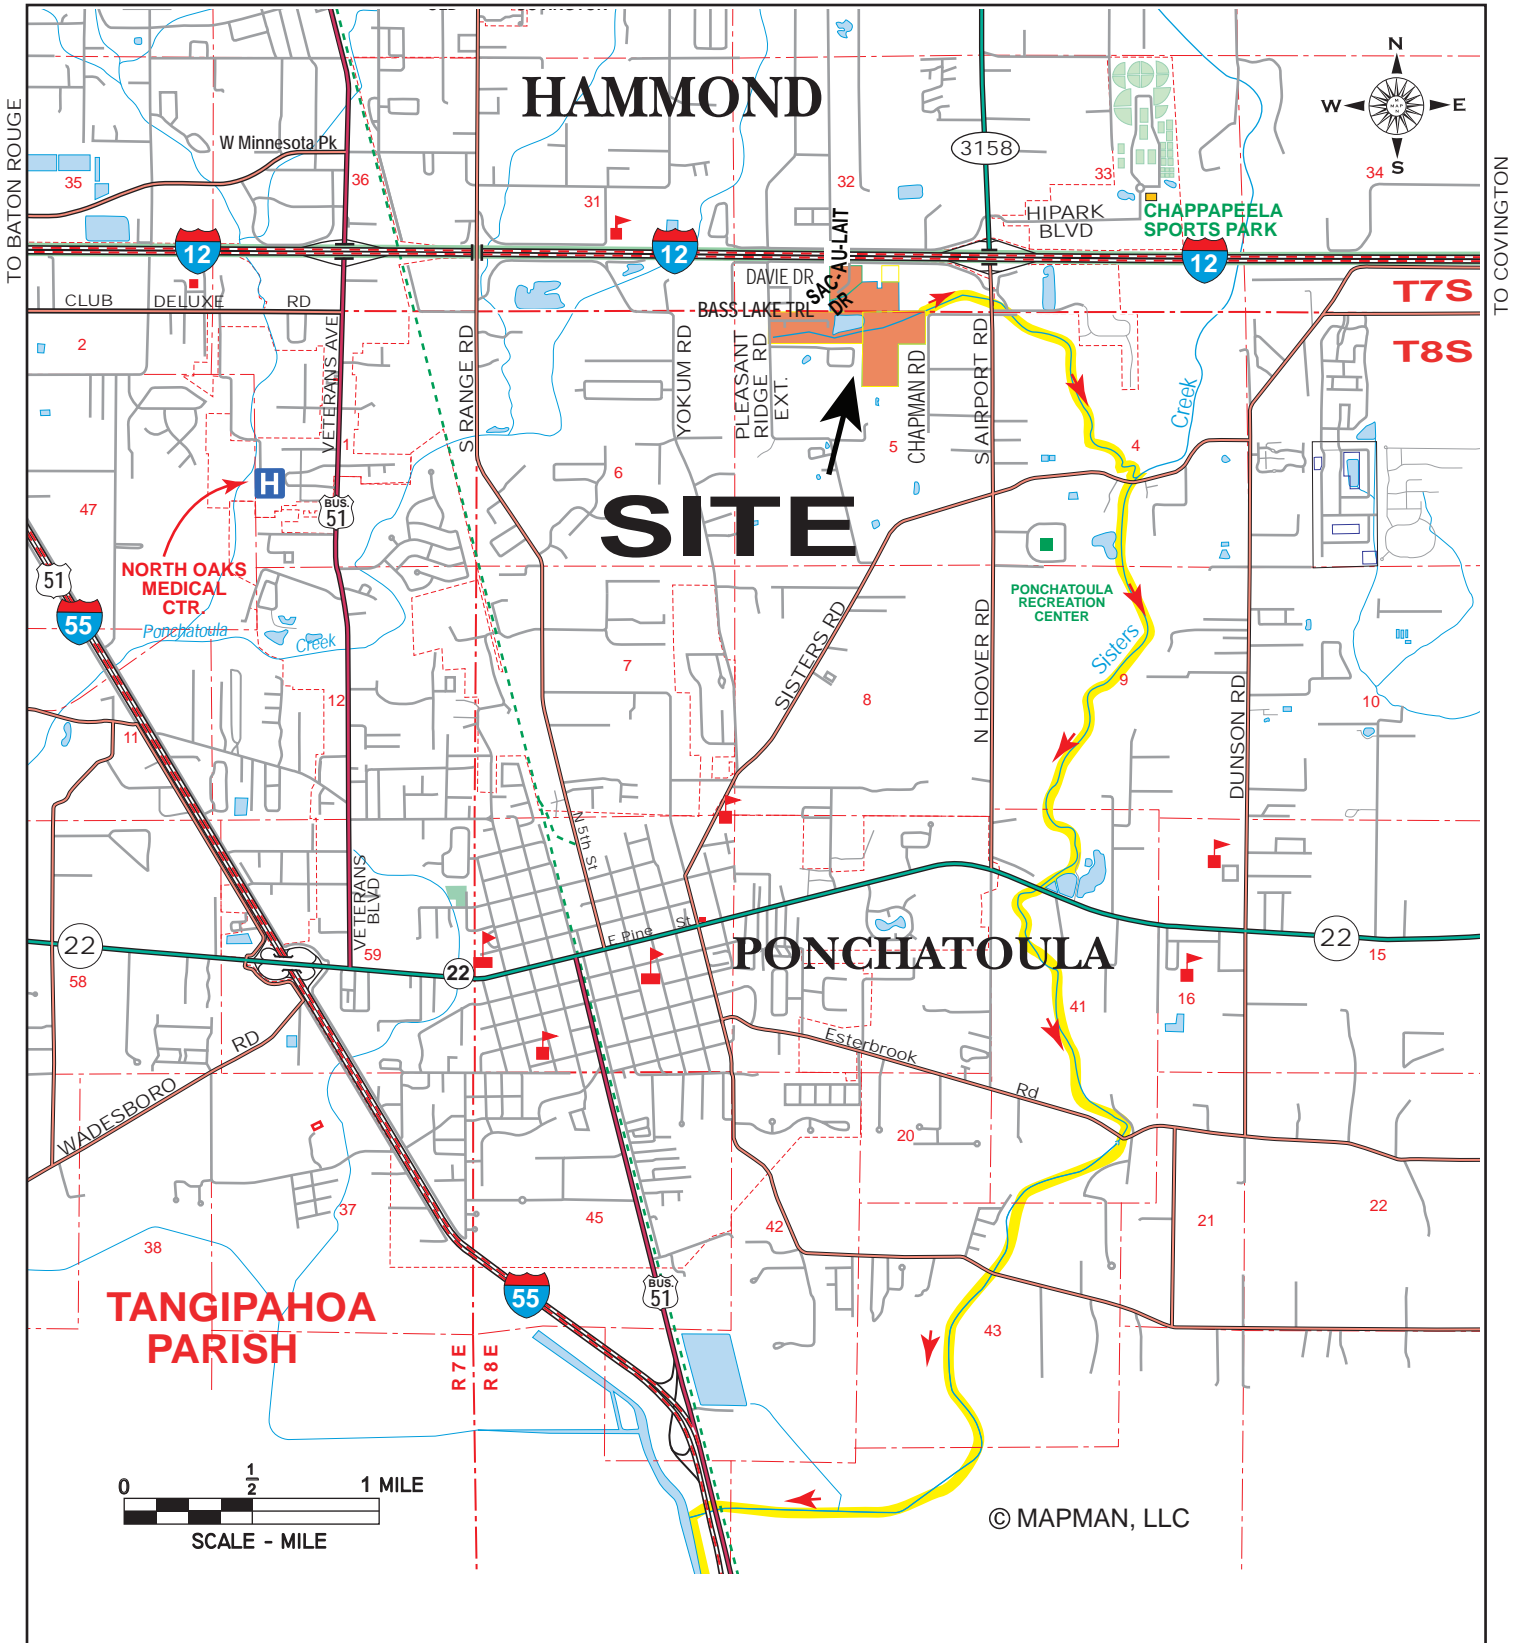 HAMMOND
N
W
E
S
M
MAP
N
TO BATON ROUGE
TO COVINGTON
W Minnesota Pk
3158
35
36
31
32
33
34
HIPARK
BLVD
CHAPPAPEELA
SPORTS PARK
12
12
12
CLUB DELUXE RD
DAVIE DR
SAC-AU-LAIT
DR
BASS LAKE TRL
T7S
T8S
2
1
VETERANS AVE
S RANGE RD
YOKUM RD
PLEASANT
RIDGE RD
EXT.
CHAPMAN RD
S AIRPORT RD
Creek
5
4
6
47
H
BUS.
51
SITE
NORTH OAKS
MEDICAL
CTR.
51
55
Ponchatoula
Creek
PONCHATOULA
RECREATION
CENTER
Sisters
SISTERS RD
N HOOVER RD
DUNSON RD
7
8
9
10
11
12
N 5th St
E Pine
St
VETERANS
BLVD
22
22
22
PONCHATOULA
59
58
15
16
41
Esterbrook
Rd
WADESBORO
RD
20
37
38
45
42
21
22
43
TANGIPAHOA
PARISH
55
BUS.
51
R 7 E
R 8 E
0
1
2
1 MILE
SCALE - MILE
© MAPMAN, LLC